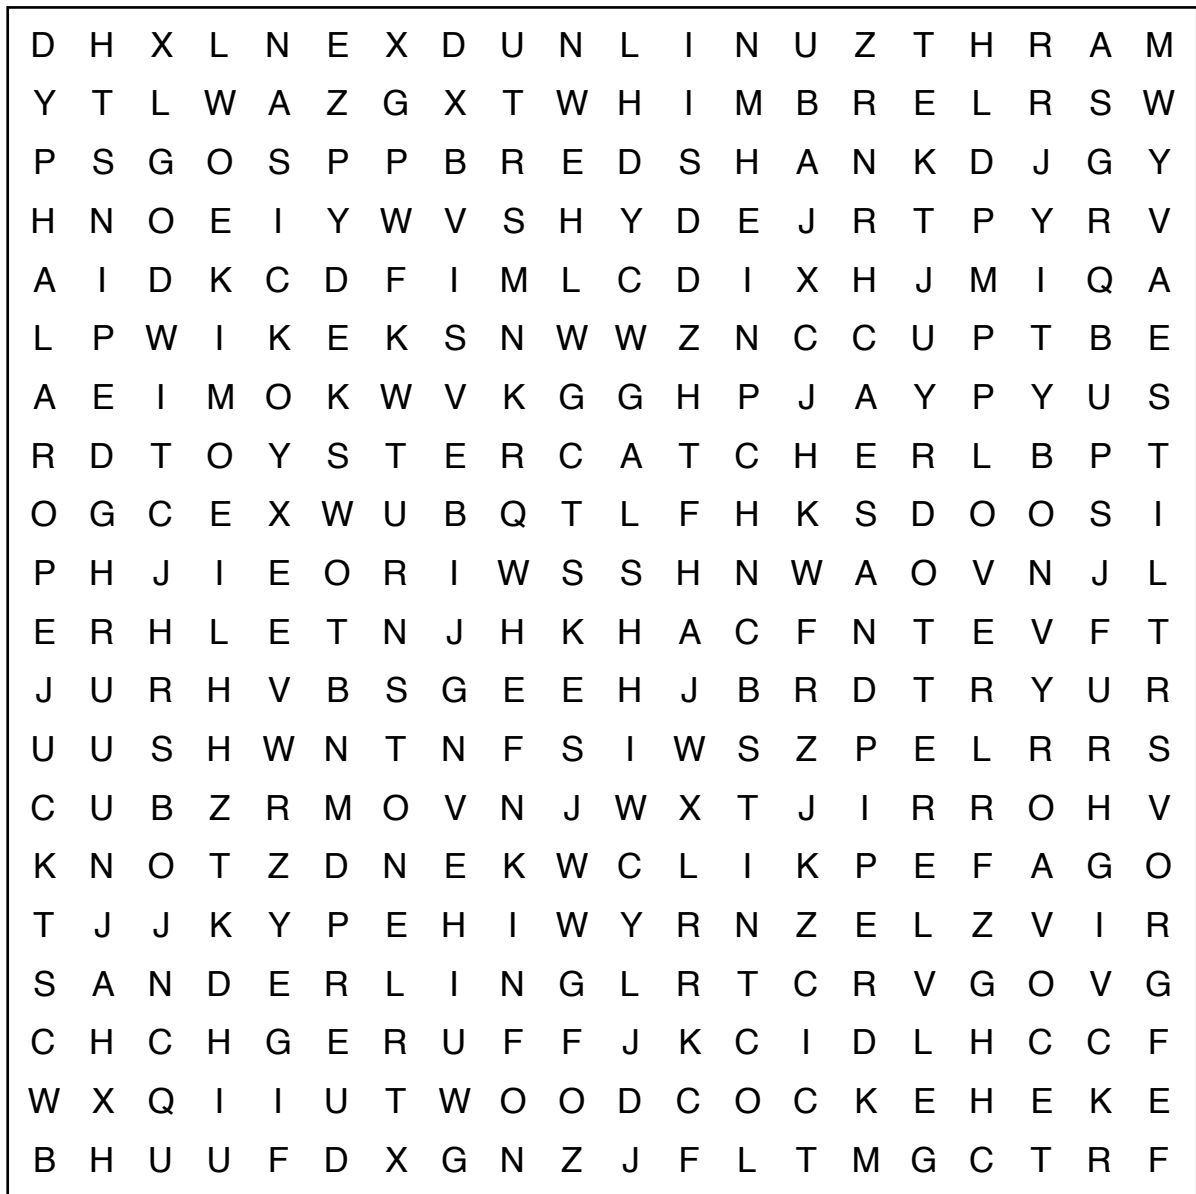 D H X L N E X D U N L I N U Z T H R A M
Y T L W A Z G X T W H I M B R E L R S W
P S G O S P P B R E D S H A N K D J G Y
H N O E I Y W V S H Y D E J R T P Y R V
A I D K C D F I M L C D I X H J M I Q A
L P W I K E K S N W W Z N C C U P T B E
A E I M O K W V K G G H P J A Y P Y U S
R D T O Y S T E R C A T C H E R L B P T
O G C E X W U B Q T L F H K S D O O S I
P H J I E O R I W S S H N W A O V N J L
E R H L E T N J H K H A C F N T E V F T
J U R H V B S G E E H J B R D T R Y U R
U U S H W N T N F S I W S Z P E L R R S
C U B Z R M O V N J W X T J I R R O H V
K N O T Z D N E K W C L I K P E F A G O
T J J K Y P E H I W Y R N Z E L Z V I R
S A N D E R L I N G L R T C R V G O V G
C H C H G E R U F F J K C I D L H C C F
W X Q I I U T W O O D C O C K E H E K E
B H U U F D X G N Z J F L T M G C T R F